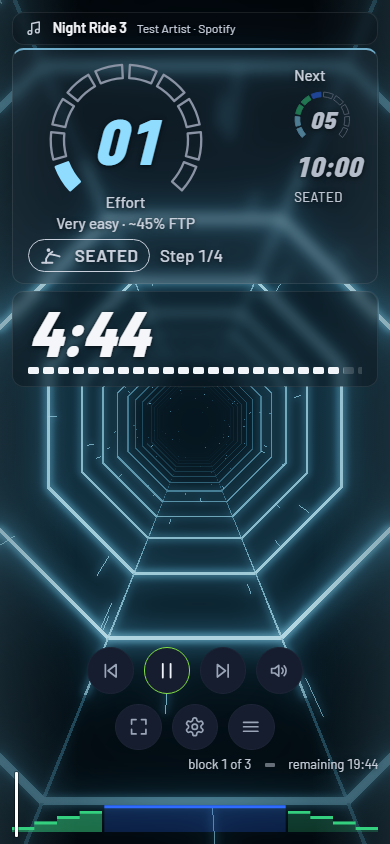 Night Ride 3 Test Artist · Spotify
01
Effort
Very easy · ~45% FTP
SEATED Step 1/4
Next
05
10:00
SEATED
4:44
block 1 of 3 remaining 19:44